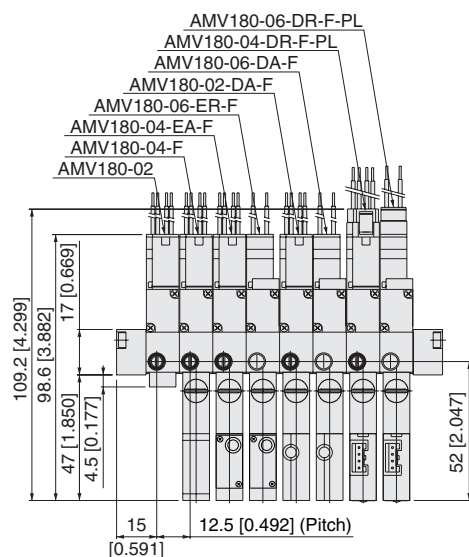 AMV180-06-DR-F-PL
AMV180-04-DR-F-PL
AMV180-06-DA-F
AMV180-02-DA-F
AMV180-06-ER-F
AMV180-04-EA-F
AMV180-04-F
AMV180-02
109.2 [4.299]
98.6 [3.882]
17 [0.669]
47 [1.850]
4.5 [0.177]
52 [2.047]
15
[0.591]
12.5 [0.492] (Pitch)